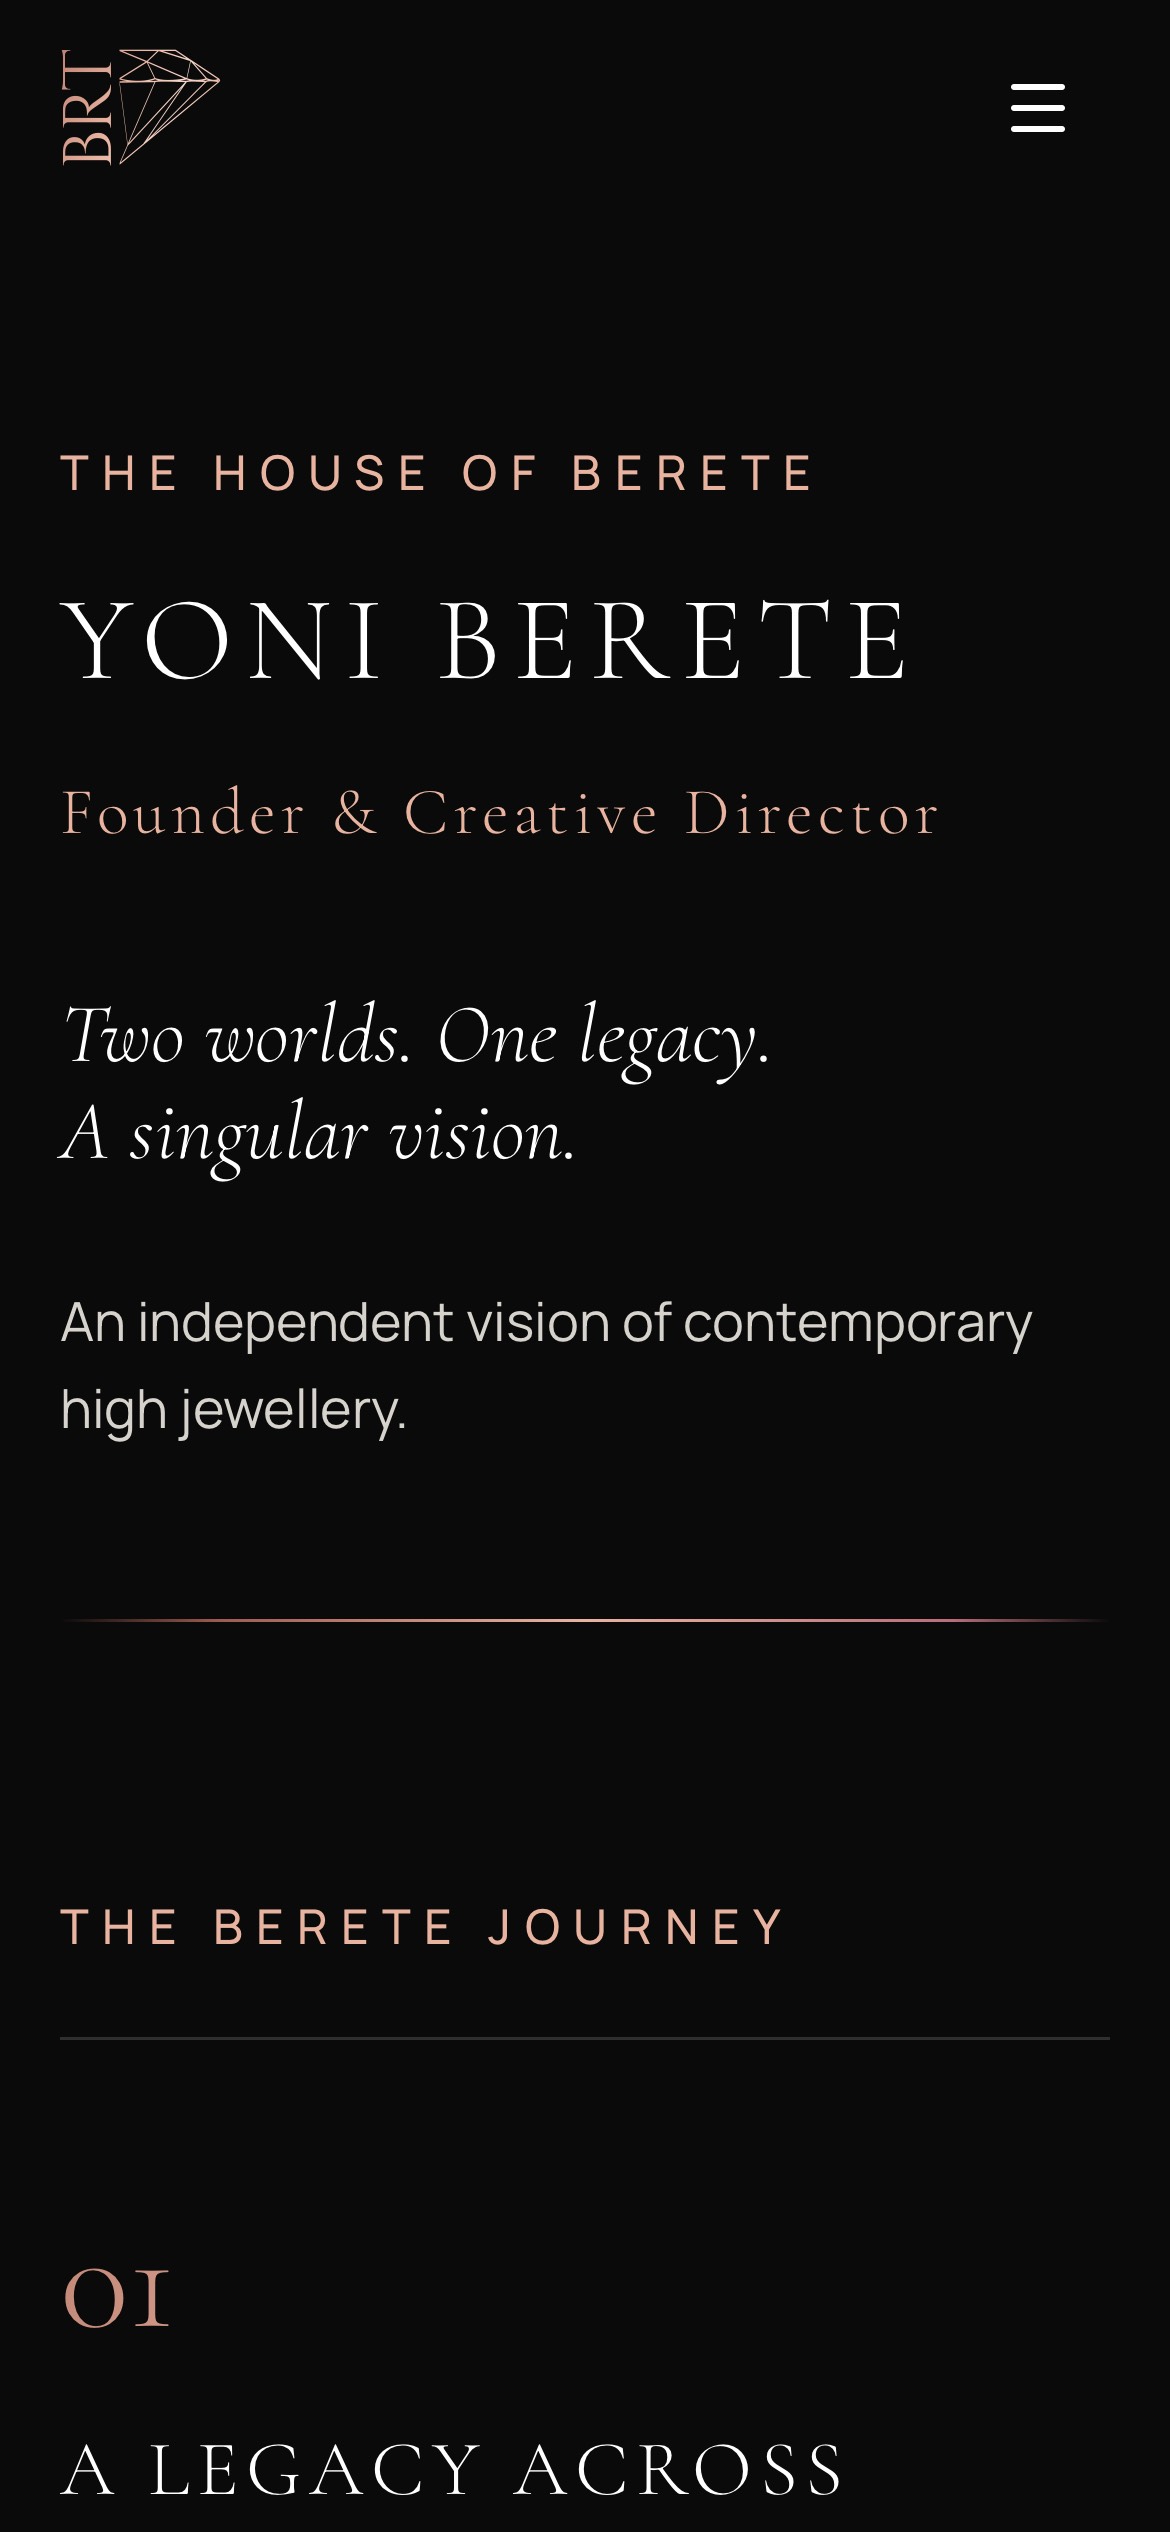 BRT
THE HOUSE OF BERETE
YONI BERETE
Founder & Creative Director
Two worlds. One legacy.
A singular vision.
An independent vision of contemporary
high jewellery.
THE BERETE JOURNEY
01
A LEGACY ACROSS